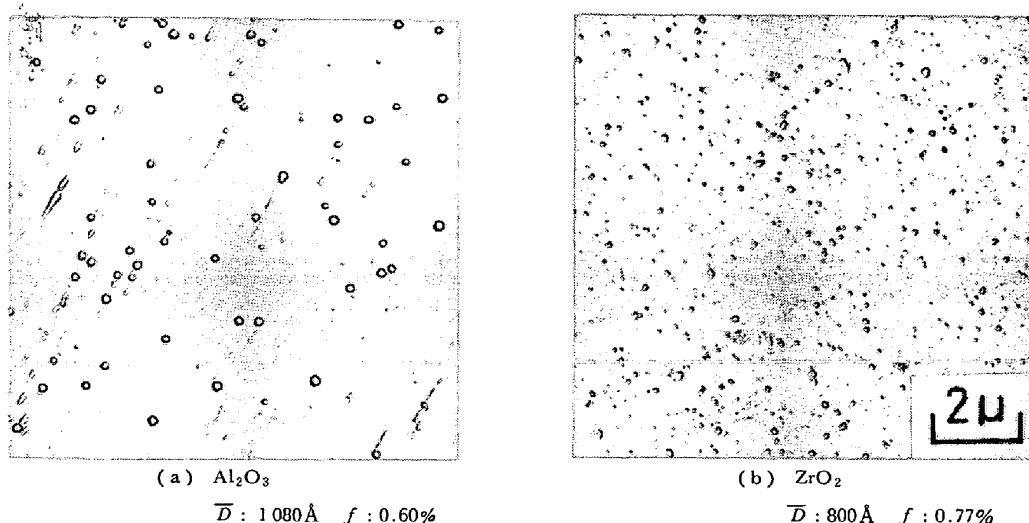 2μ
(a) Al₂O₃
D̅ : 1 080Å f : 0.60%
(b) ZrO₂
D̅ : 800Å f : 0.77%